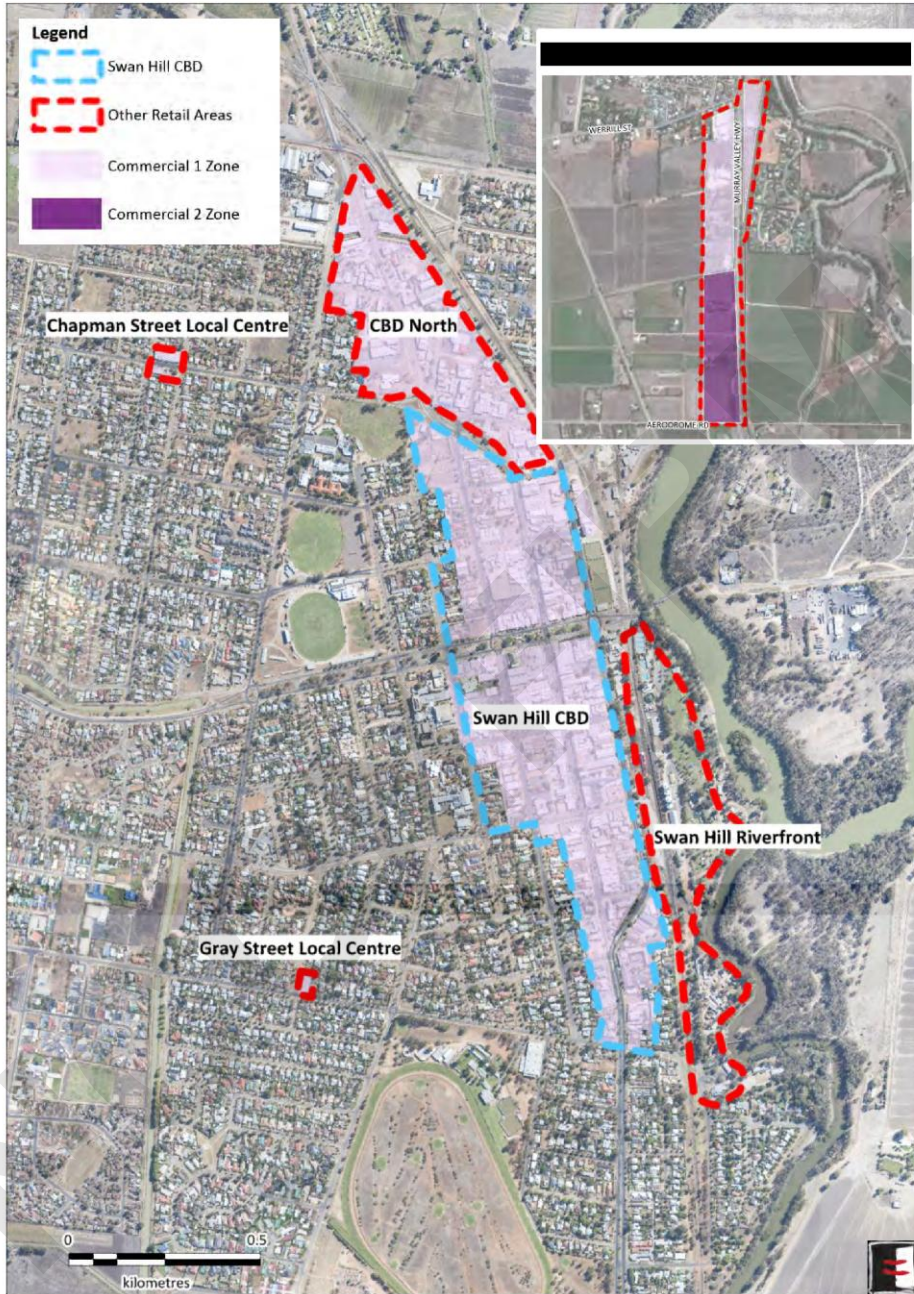 Legend
Swan Hill CBD
Other Retail Areas
Commercial 1 Zone
Commercial 2 Zone
WERRILL ST
MURRAY VALLEY HWY
AERODROME RD
Chapman Street Local Centre
CBD North
Swan Hill CBD
Swan Hill Riverfront
Gray Street Local Centre
0 0.5
kilometres